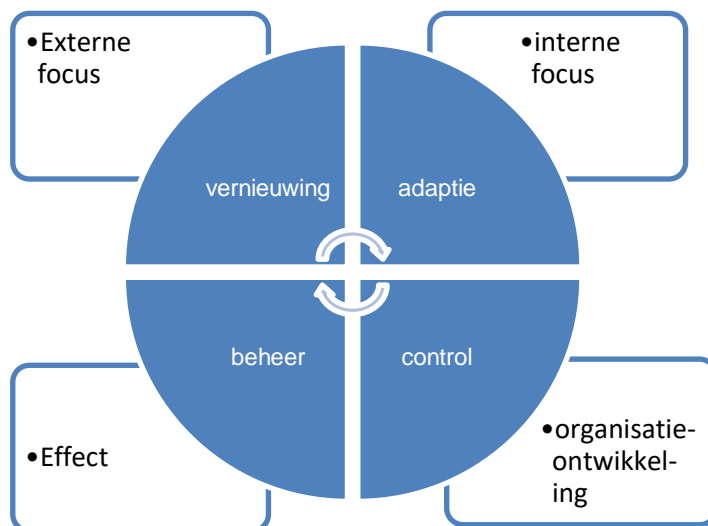 •Externe
focus
•interne
focus
vernieuwing
adaptie
beheer
control
•Effect
•organisatie-
ontwikkel-
ing